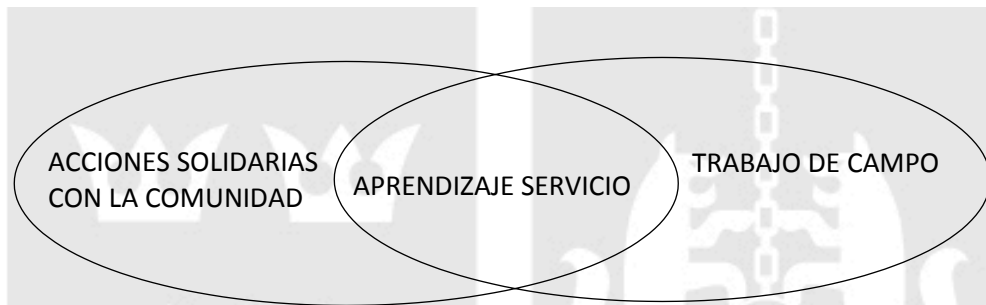 ACCIONES SOLIDARIAS
CON LA COMUNIDAD
APRENDIZAJE SERVICIO
TRABAJO DE CAMPO